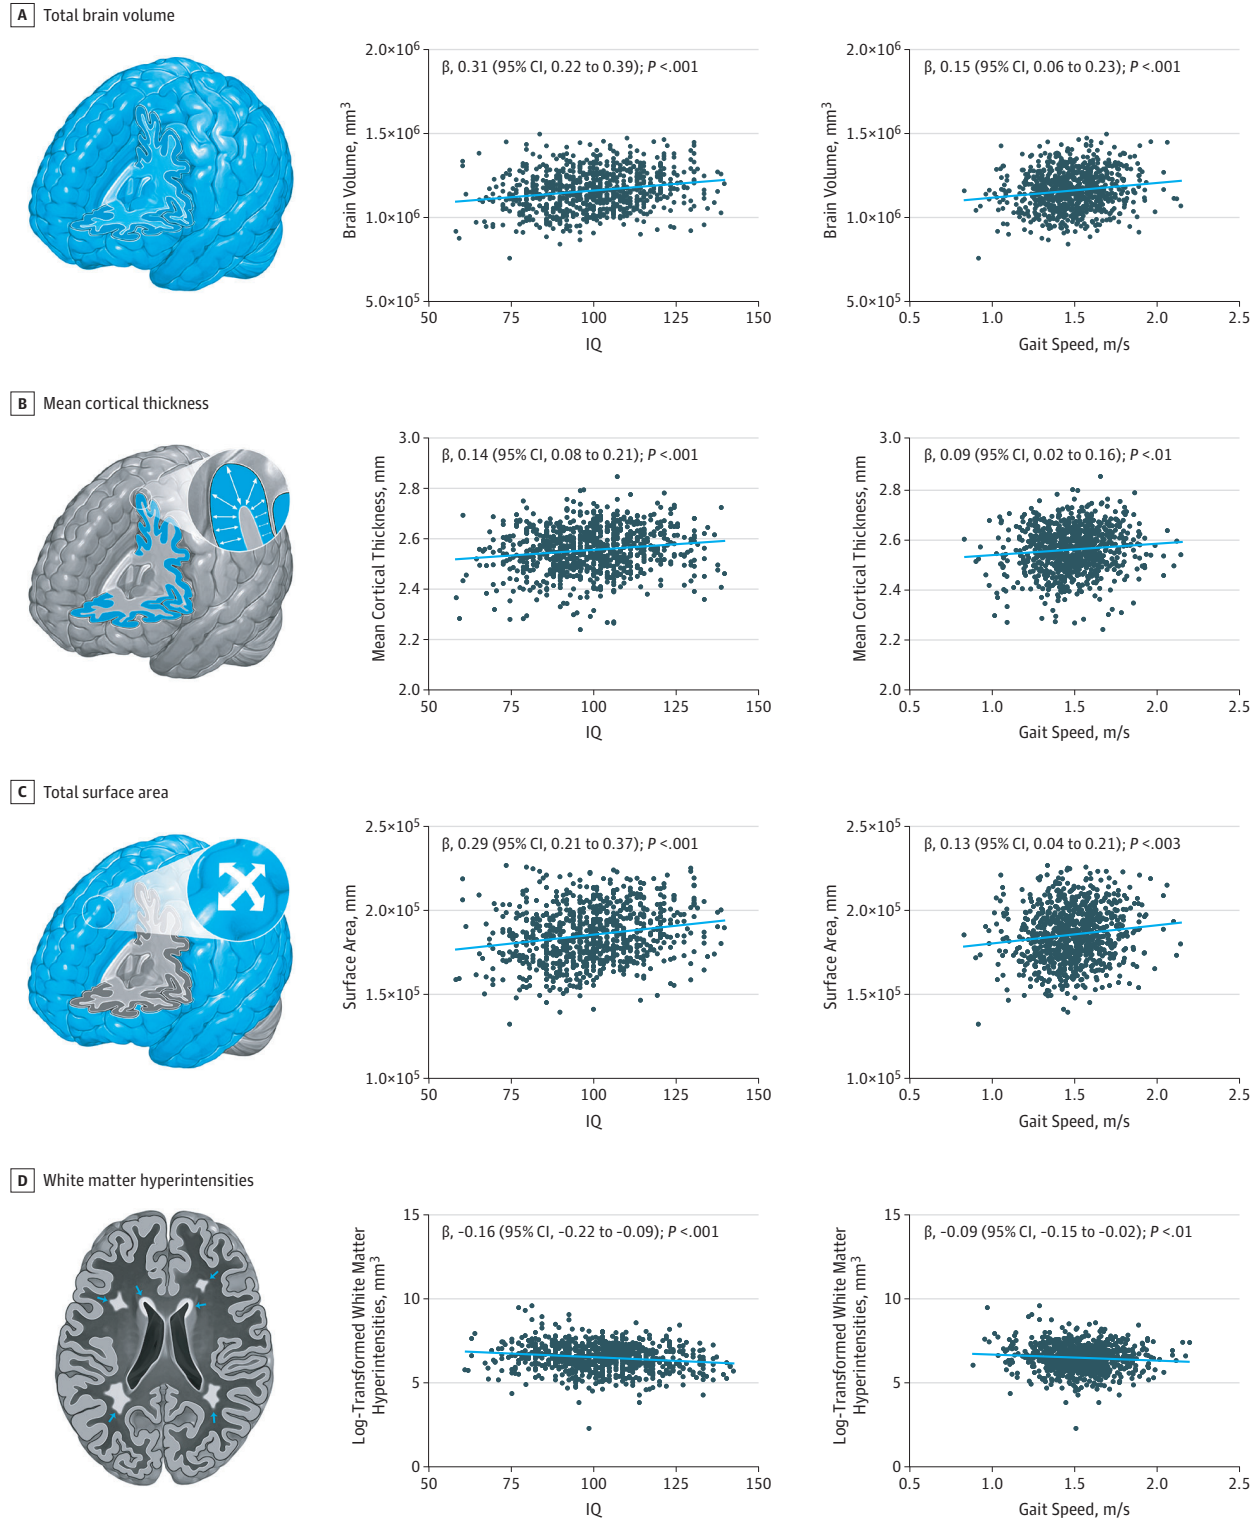 A Total brain volume
2.0×10⁶
1.5×10⁶
1.0×10⁶
5.0×10⁵
Brain Volume, mm³
β, 0.31 (95% CI, 0.22 to 0.39); P <.001
50 75 100 125 150
IQ
2.0×10⁶
1.5×10⁶
1.0×10⁶
5.0×10⁵
Brain Volume, mm³
β, 0.15 (95% CI, 0.06 to 0.23); P <.001
0.5 1.0 1.5 2.0 2.5
Gait Speed, m/s
B Mean cortical thickness
3.0
2.8
2.6
2.4
2.2
2.0
Mean Cortical Thickness, mm
β, 0.14 (95% CI, 0.08 to 0.21); P <.001
50 75 100 125 150
IQ
3.0
2.8
2.6
2.4
2.2
2.0
Mean Cortical Thickness, mm
β, 0.09 (95% CI, 0.02 to 0.16); P <.01
0.5 1.0 1.5 2.0 2.5
Gait Speed, m/s
C Total surface area
2.5×10⁵
2.0×10⁵
1.5×10⁵
1.0×10⁵
Surface Area, mm
β, 0.29 (95% CI, 0.21 to 0.37); P <.001
50 75 100 125 150
IQ
2.5×10⁵
2.0×10⁵
1.5×10⁵
1.0×10⁵
Surface Area, mm
β, 0.13 (95% CI, 0.04 to 0.21); P <.003
0.5 1.0 1.5 2.0 2.5
Gait Speed, m/s
D White matter hyperintensities
15
10
5
0
Log-Transformed White Matter
Hyperintensities, mm³
β, -0.16 (95% CI, -0.22 to -0.09); P <.001
50 75 100 125 150
IQ
15
10
5
0
Log-Transformed White Matter
Hyperintensities, mm³
β, -0.09 (95% CI, -0.15 to -0.02); P <.01
0.5 1.0 1.5 2.0 2.5
Gait Speed, m/s